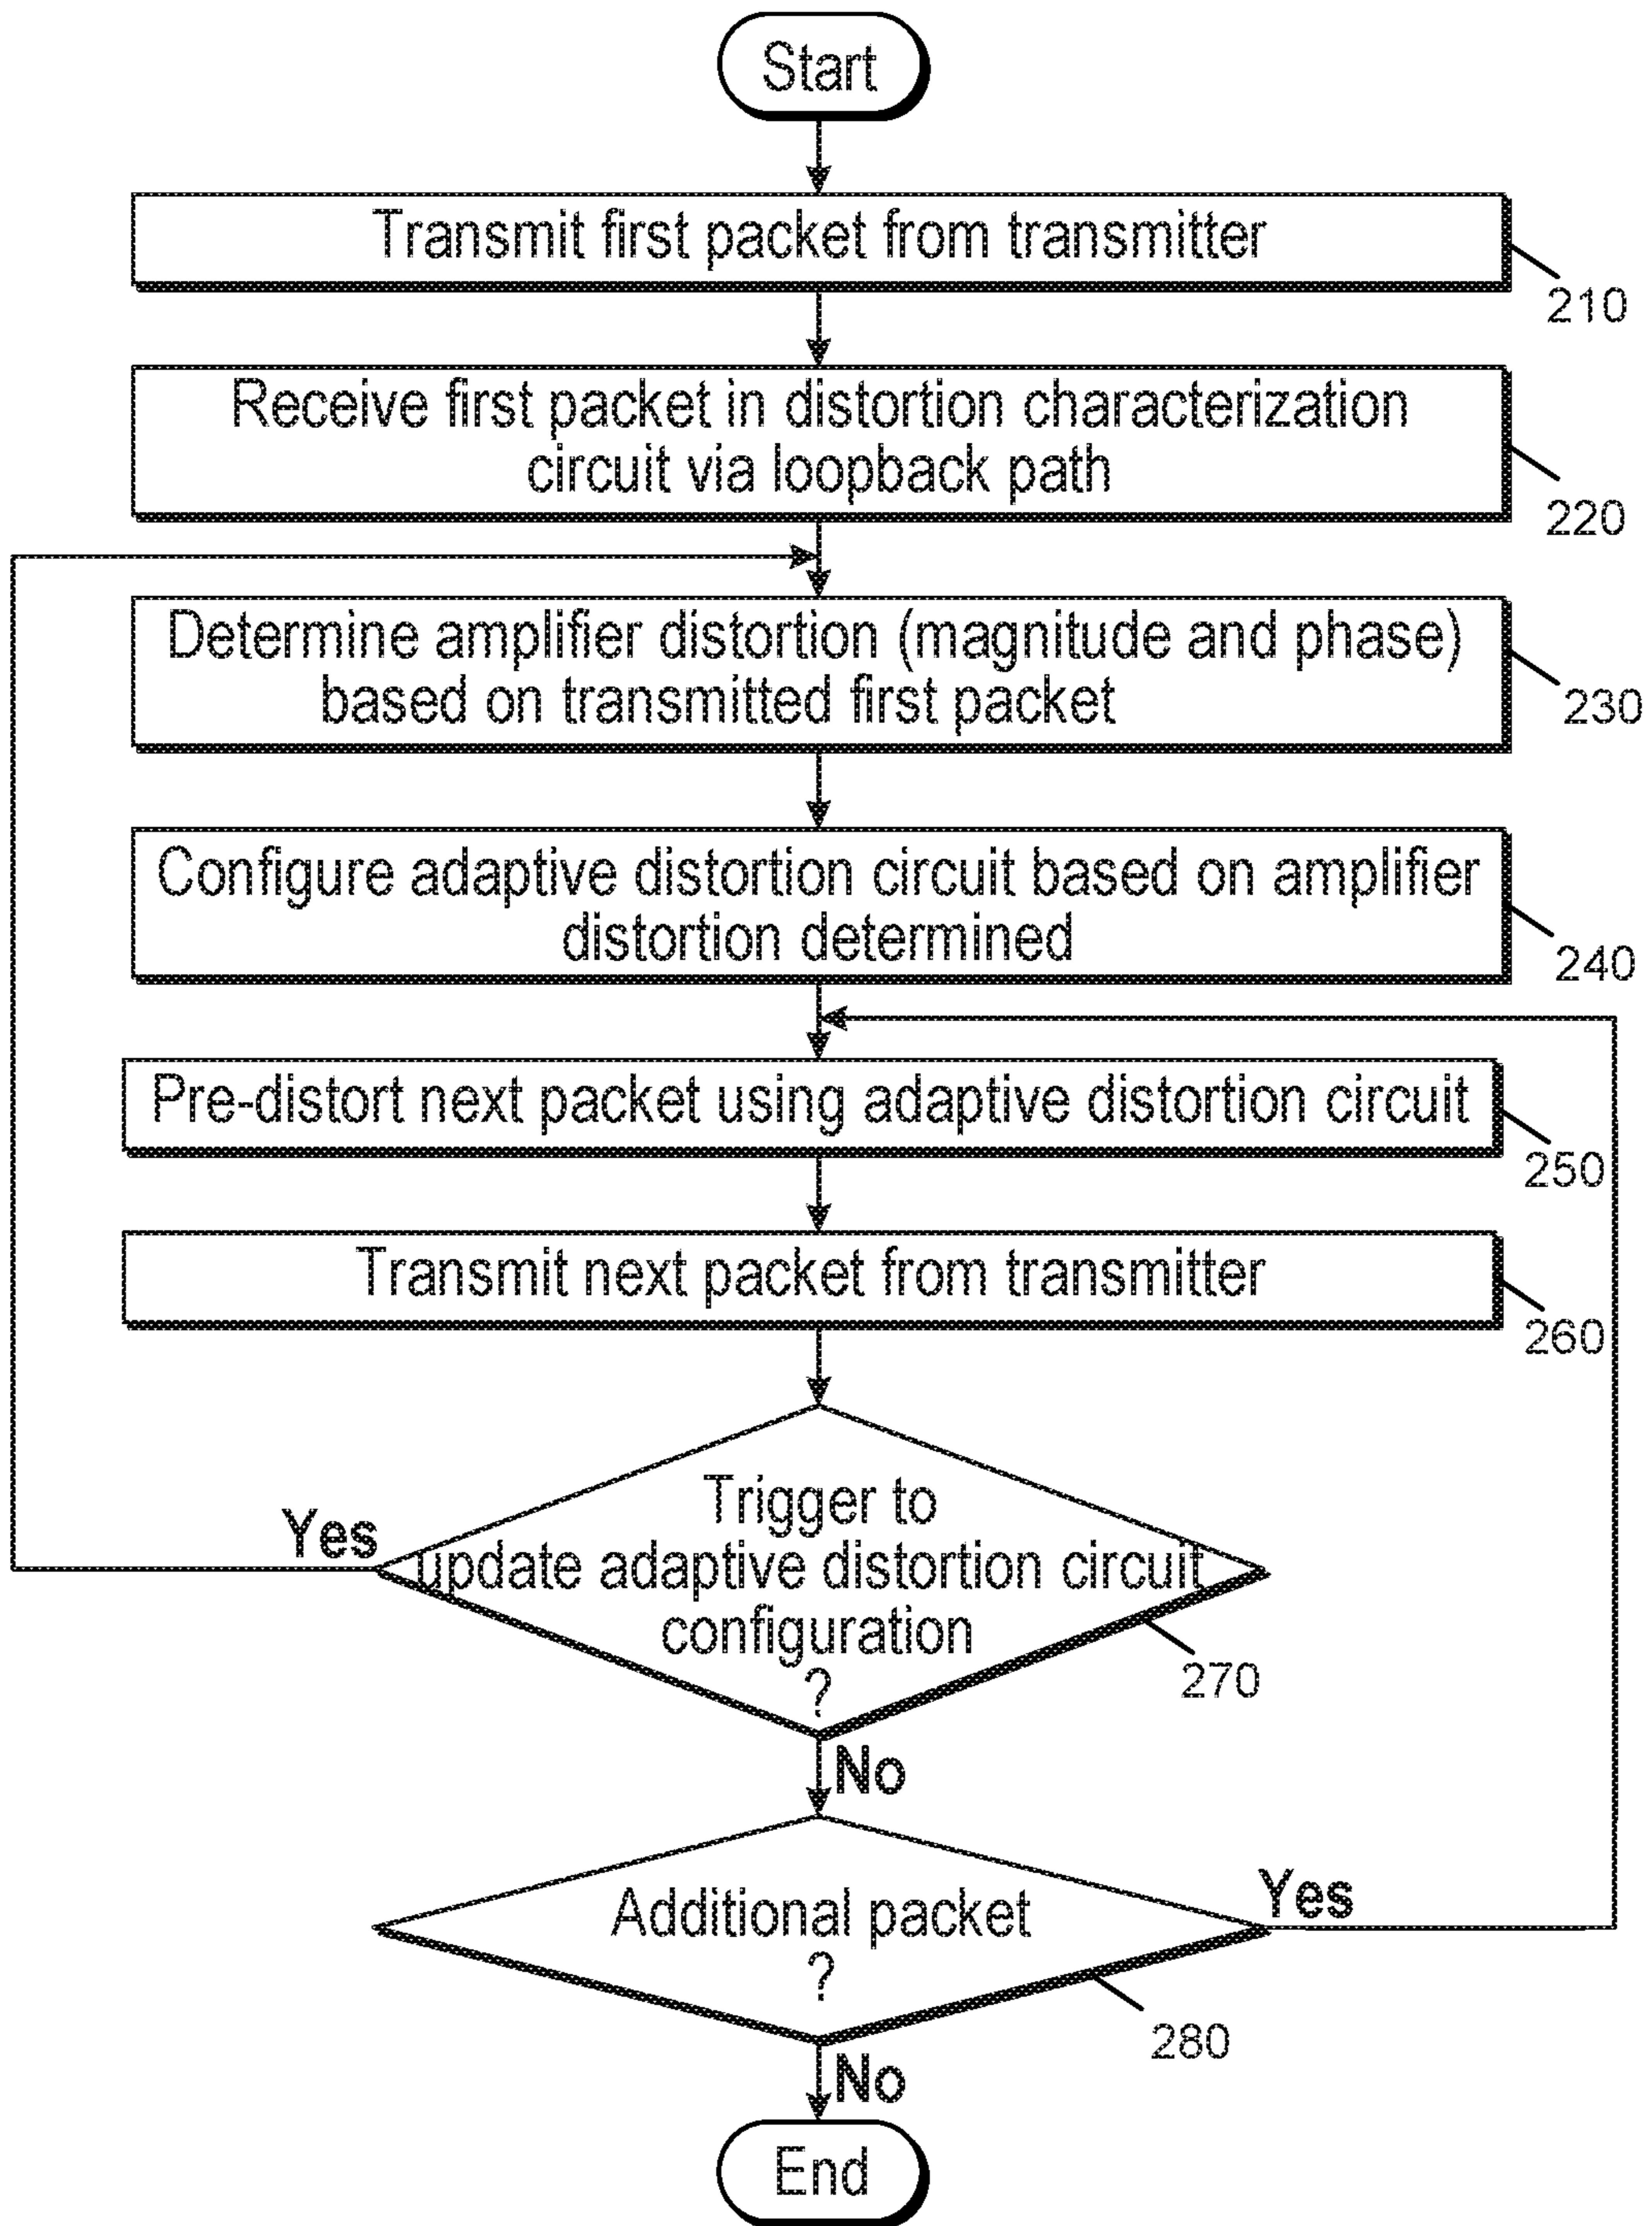 Start
Transmit first packet from transmitter
210
Receive first packet in distortion characterization
circuit via loopback path
220
Determine amplifier distortion (magnitude and phase)
based on transmitted first packet
230
Configure adaptive distortion circuit based on amplifier
distortion determined
240
Pre-distort next packet using adaptive distortion circuit
250
Transmit next packet from transmitter
260
Trigger to
Yes
update adaptive distortion circuit
configuration
?
270
No
Additional packet
Yes
?
280
No
End